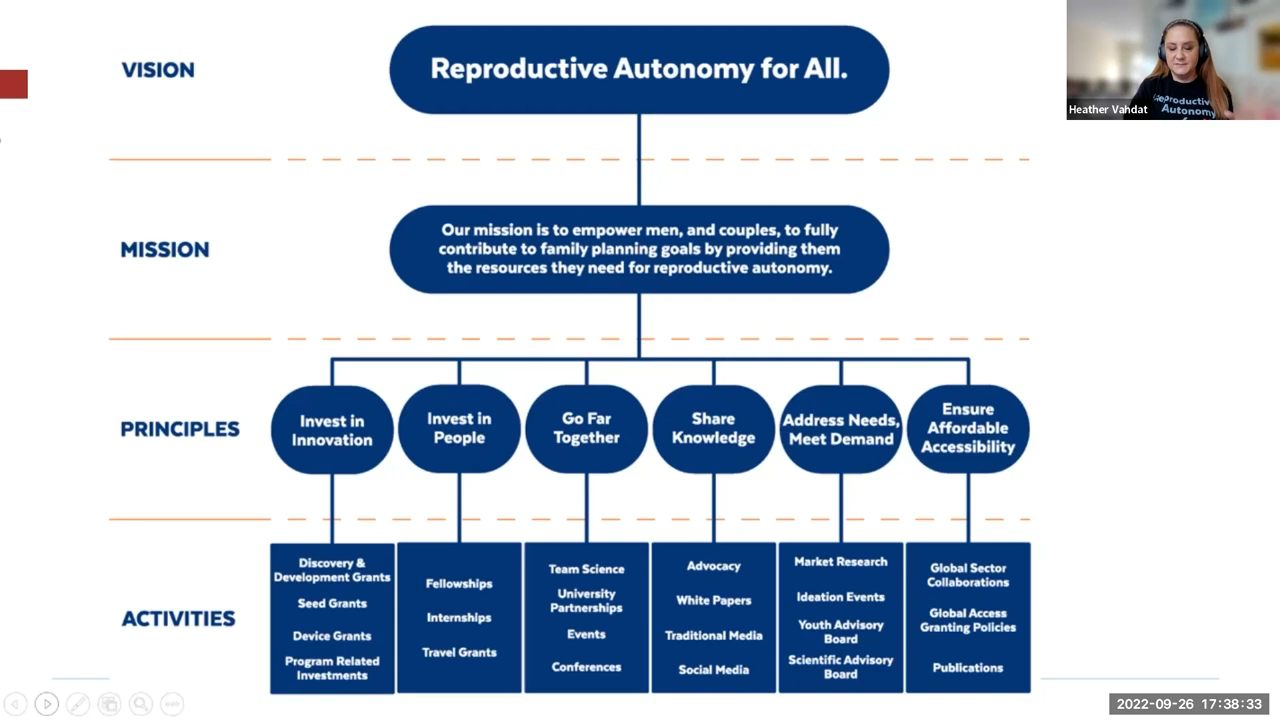 VISION
Reproductive Autonomy for All.
Heather Vahdat
Reproductive
Autonomy
MISSION
Our mission is to empower men, and couples, to fully
contribute to family planning goals by providing them
the resources they need for reproductive autonomy.
PRINCIPLES
Invest in
Innovation
Invest in
People
Go Far
Together
Share
Knowledge
Address Needs,
Meet Demand
Ensure
Affordable
Accessibility
ACTIVITIES
Discovery &
Development Grants
Seed Grants
Device Grants
Program Related
Investments
Fellowships
Internships
Travel Grants
Team Science
University
Partnerships
Events
Conferences
Advocacy
White Papers
Traditional Media
Social Media
Market Research
Ideation Events
Youth Advisory
Board
Scientific Advisory
Board
Global Sector
Collaborations
Global Access
Granting Policies
Publications
2022-09-26 17:38:33